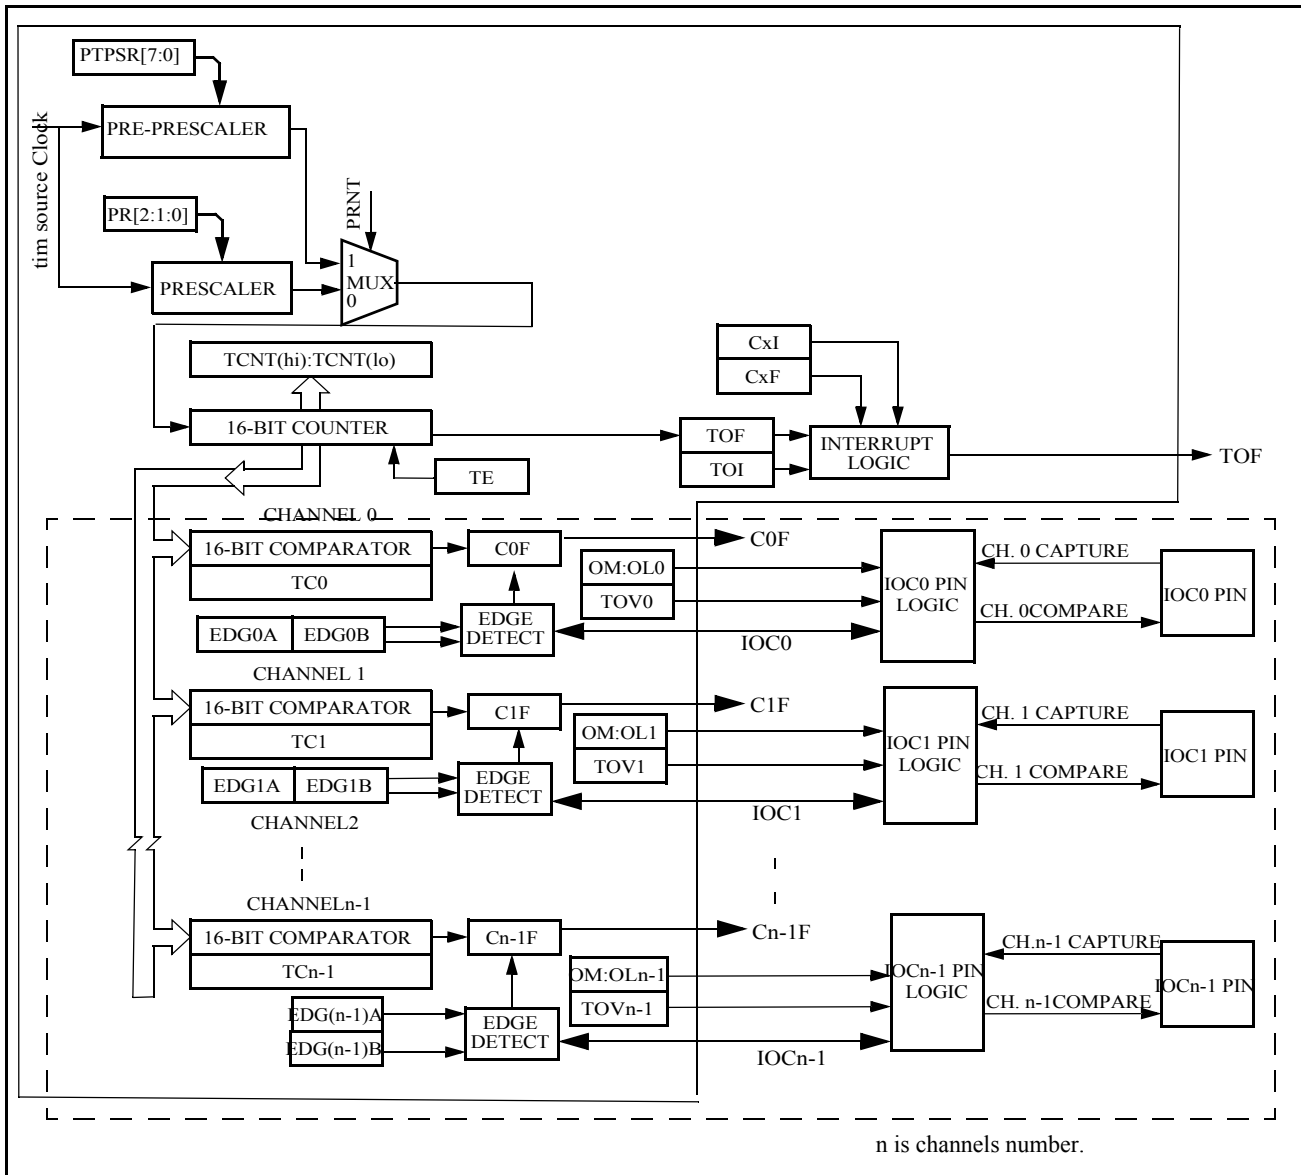 PTPSR[7:0]
tim source Clock
PRE-PRESCALER
PR[2:1:0]
PRNT
PRESCALER
1
MUX
0
TCNT(hi):TCNT(lo)
CxI
CxF
16-BIT COUNTER
TOF
TOI
INTERRUPT
LOGIC
TOF
TE
CHANNEL 0
16-BIT COMPARATOR
TC0
C0F
C0F
OM:OL0
TOV0
EDG0A
EDG0B
EDGE
DETECT
IOC0
IOC0 PIN
LOGIC
CH. 0 CAPTURE
CH. 0COMPARE
IOC0 PIN
CHANNEL 1
16-BIT COMPARATOR
TC1
C1F
C1F
OM:OL1
TOV1
EDG1A
EDG1B
EDGE
DETECT
IOC1
IOC1 PIN
LOGIC
CH. 1 CAPTURE
CH. 1 COMPARE
IOC1 PIN
CHANNEL2
CHANNELn-1
16-BIT COMPARATOR
TCn-1
Cn-1F
Cn-1F
OM:OLn-1
TOVn-1
EDG(n-1)A
EDG(n-1)B
EDGE
DETECT
IOCn-1
IOCn-1 PIN
LOGIC
CH.n-1 CAPTURE
CH. n-1COMPARE
IOCn-1 PIN
n is channels number.